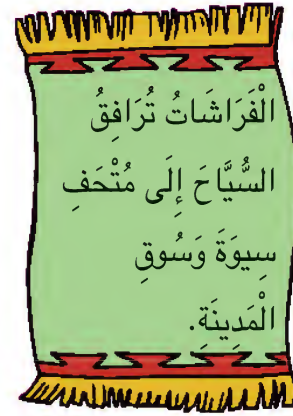 الْفَرَاشَاتُ تُرَافِقُ
السُّيَّاحَ إِلَى مُتْحَفِ
سِيوَةَ وَسُوقِ
الْمَدِينَةِ.